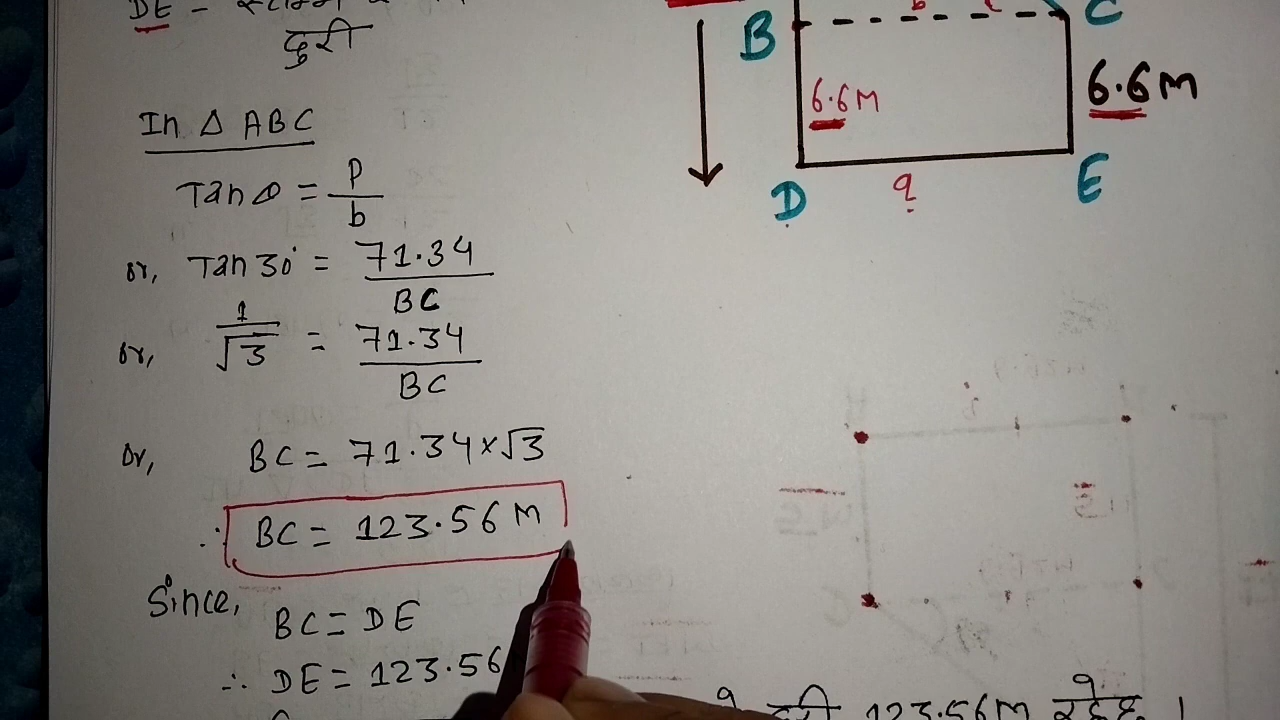 DE -
दुरी
In Δ ABC
Tan θ = P/b
or, Tan 30° = 71.34/BC
or, 1/√3 = 71.34/BC
Or, BC = 71.34×√3
∴ BC = 123.56 M
Since, BC = DE
∴ DE = 123.56
B
C
6.6M
6.6M
D
E
दुरी 123.56M